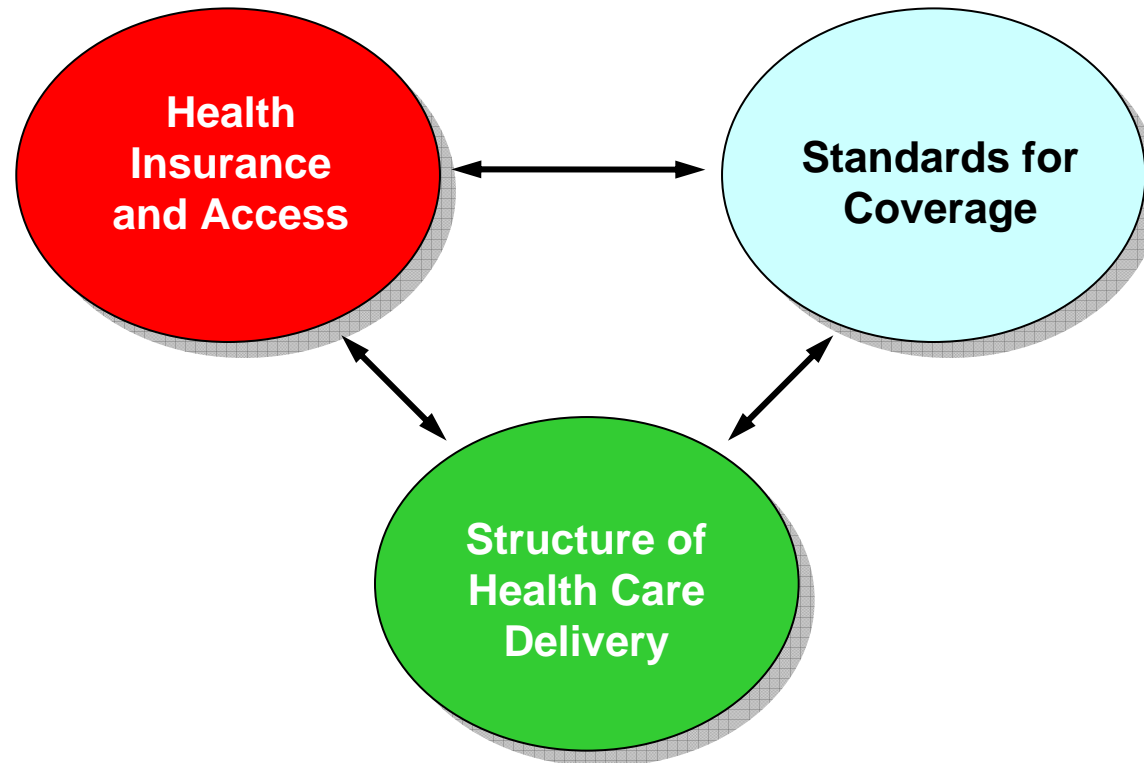 Health
Insurance
and Access
Standards for
Coverage
Structure of
Health Care
Delivery